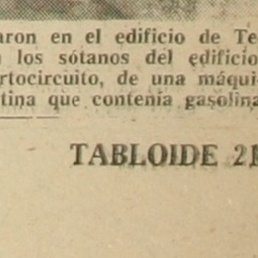 aron en el edificio de Te
los sótanos del edificio
rtocircuito, de una máqui
tina que contenía gasolina
TABLOIDE 21